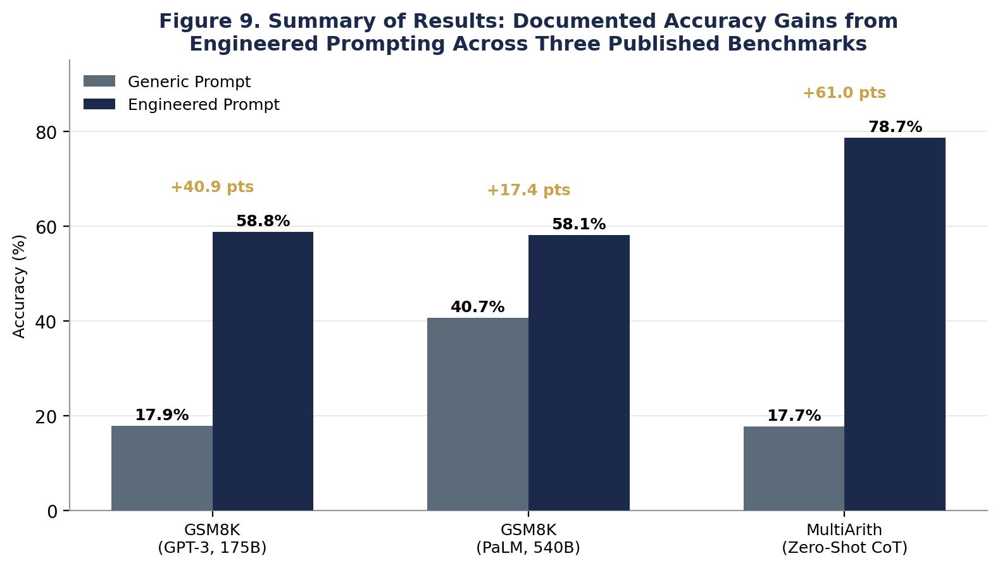 Figure 9. Summary of Results: Documented Accuracy Gains from
Engineered Prompting Across Three Published Benchmarks
Generic Prompt
Engineered Prompt
Accuracy (%)
80
60
40
20
0
+40.9 pts
17.9%
58.8%
+17.4 pts
40.7%
58.1%
+61.0 pts
17.7%
78.7%
GSM8K
(GPT-3, 175B)
GSM8K
(PaLM, 540B)
MultiArith
(Zero-Shot CoT)